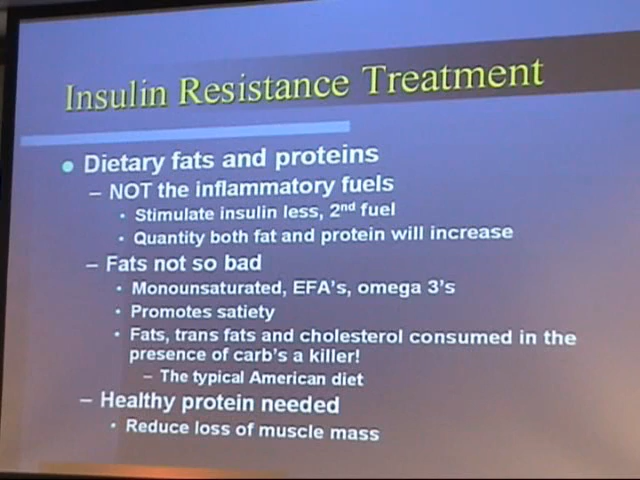 Insulin Resistance Treatment
• Dietary fats and proteins
– NOT the inflammatory fuels
• Stimulate insulin less, 2nd fuel
• Quantity both fat and protein will increase
– Fats not so bad
• Monounsaturated, EFA's, omega 3's
• Promotes satiety
• Fats, trans fats and cholesterol consumed in the
presence of carb's a killer!
– The typical American diet
– Healthy protein needed
• Reduce loss of muscle mass